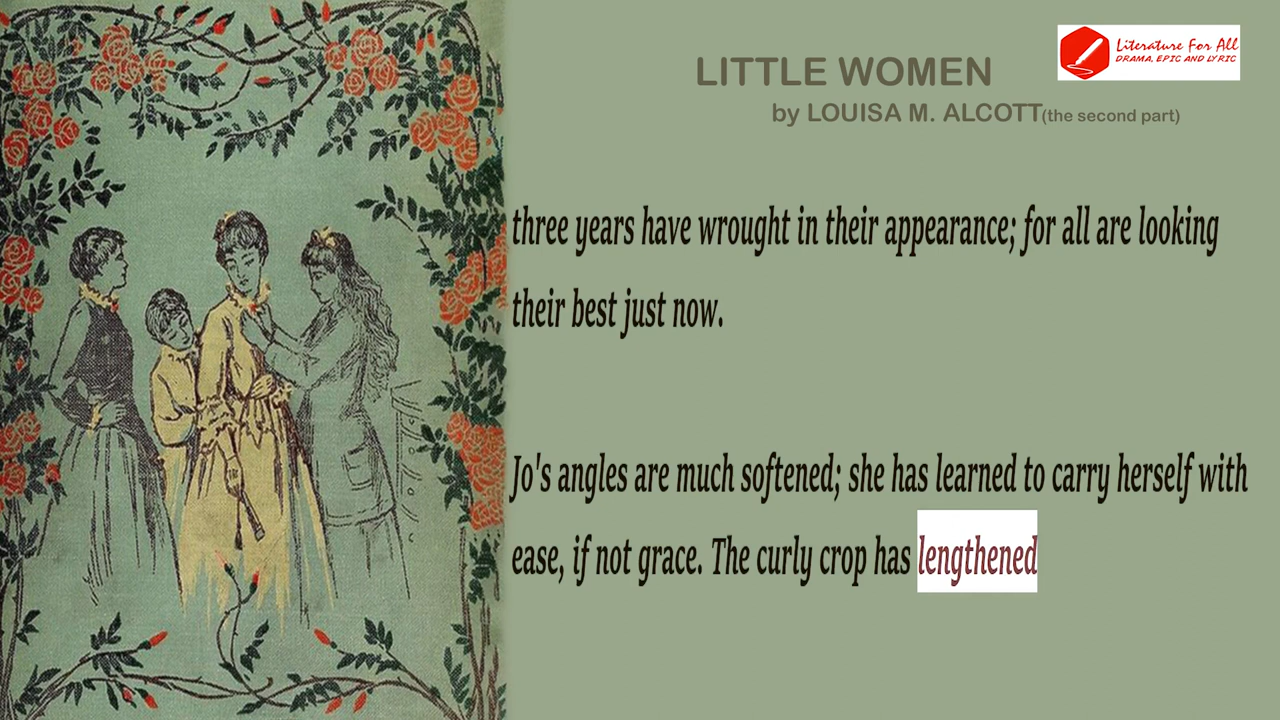 LITTLE WOMEN
by LOUISA M. ALCOTT(the second part)
Literature For All
DRAMA, EPIC AND LYRIC
three years have wrought in their appearance; for all are looking
their best just now.
Jo's angles are much softened; she has learned to carry herself with
ease, if not grace. The curly crop has lengthened